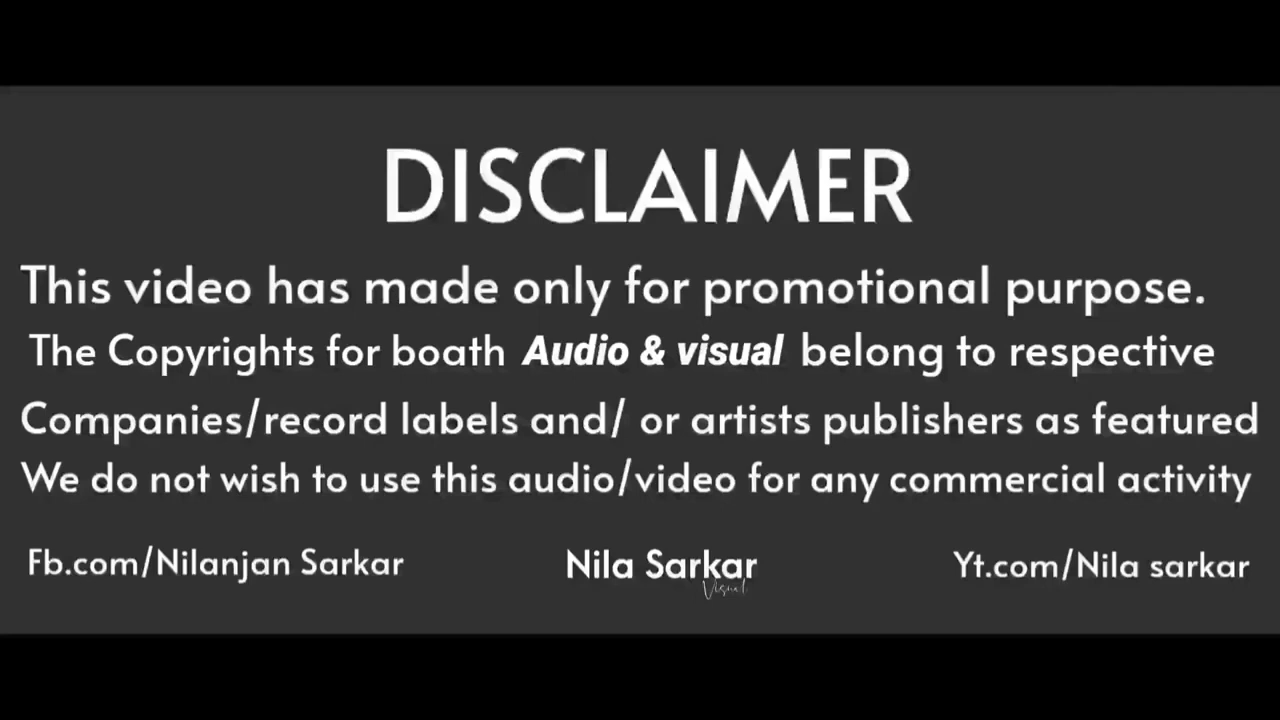 DISCLAIMER
This video has made only for promotional purpose.
The Copyrights for boath Audio & visual belong to respective
Companies/record labels and/ or artists publishers as featured
We do not wish to use this audio/video for any commercial activity
Fb.com/Nilanjan Sarkar Nila Sarkar Yt.com/Nila sarkar
Visual